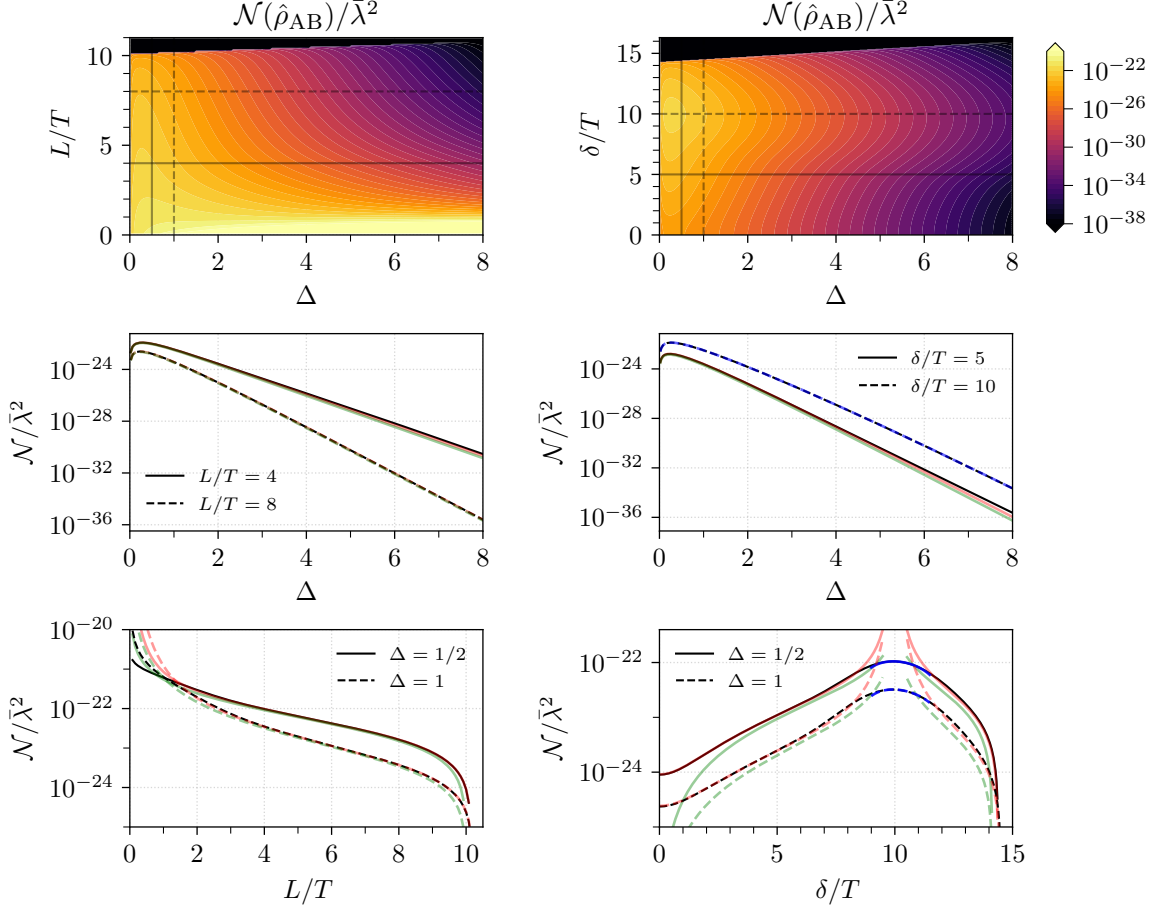 𝒩(ρ̂_AB)/λ̄²
L/T
10
5
0
0 2 4 6 8
Δ
𝒩(ρ̂_AB)/λ̄²
δ/T
15
10
5
0
0 2 4 6 8
Δ
10⁻²²
10⁻²⁶
10⁻³⁰
10⁻³⁴
10⁻³⁸
𝒩/λ̄²
10⁻²⁴
10⁻²⁸
10⁻³²
10⁻³⁶
L/T = 4
L/T = 8
0 2 4 6 8
Δ
𝒩/λ̄²
10⁻²⁴
10⁻²⁸
10⁻³²
10⁻³⁶
δ/T = 5
δ/T = 10
0 2 4 6 8
Δ
𝒩/λ̄²
10⁻²⁰
10⁻²²
10⁻²⁴
Δ = 1/2
Δ = 1
0 2 4 6 8 10
L/T
𝒩/λ̄²
10⁻²²
10⁻²⁴
Δ = 1/2
Δ = 1
0 5 10 15
δ/T